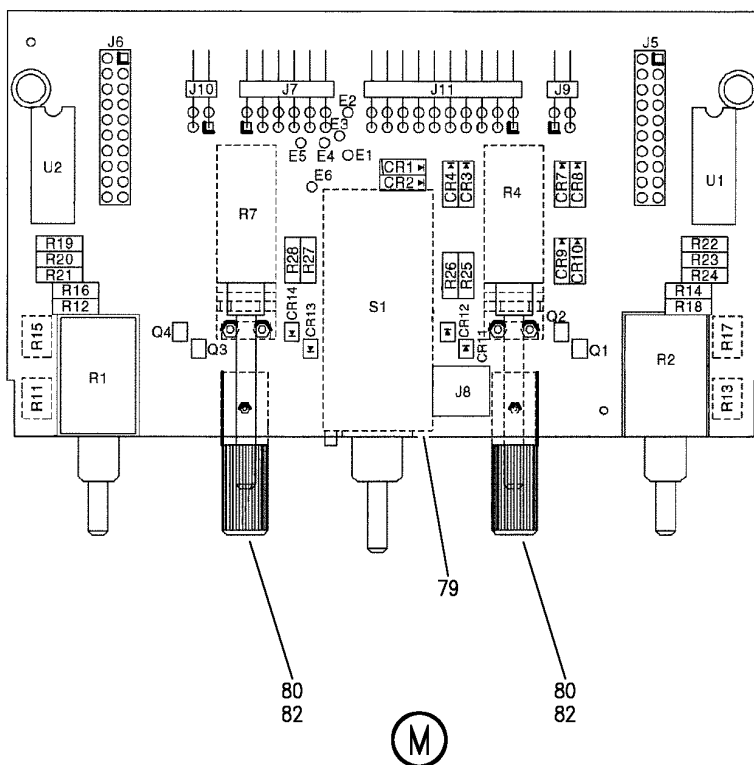 J6
J5
J10
J7
J11
J9
E2
E3
E5
E4
E1
E6
U2
U1
CR1
CR2
CR4
CR3
CR7
CR8
R7
R4
R19
R20
R21
R16
R12
R28
R27
R26
R25
CR9
CR10
R22
R23
R24
R14
R18
S1
CR14
CR13
CR12
CR11
R15
Q4
Q3
Q2
Q1
R17
R1
R2
J8
R11
R13
79
80
82
80
82
M